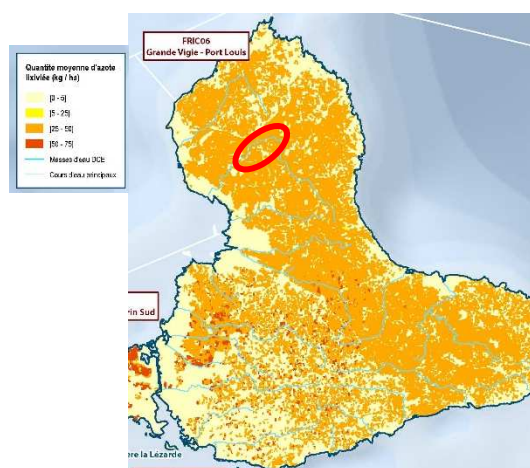 FRIC06
Grande Vigie - Port Louis
Quantité moyenne d'azote
lixiviée (kg / ha)
[0 - 5]
[5 - 25]
[25 - 50]
[50 - 75]
Masses d'eau DCE
Cours d'eau principaux
rin Sud
ère la Lézarde